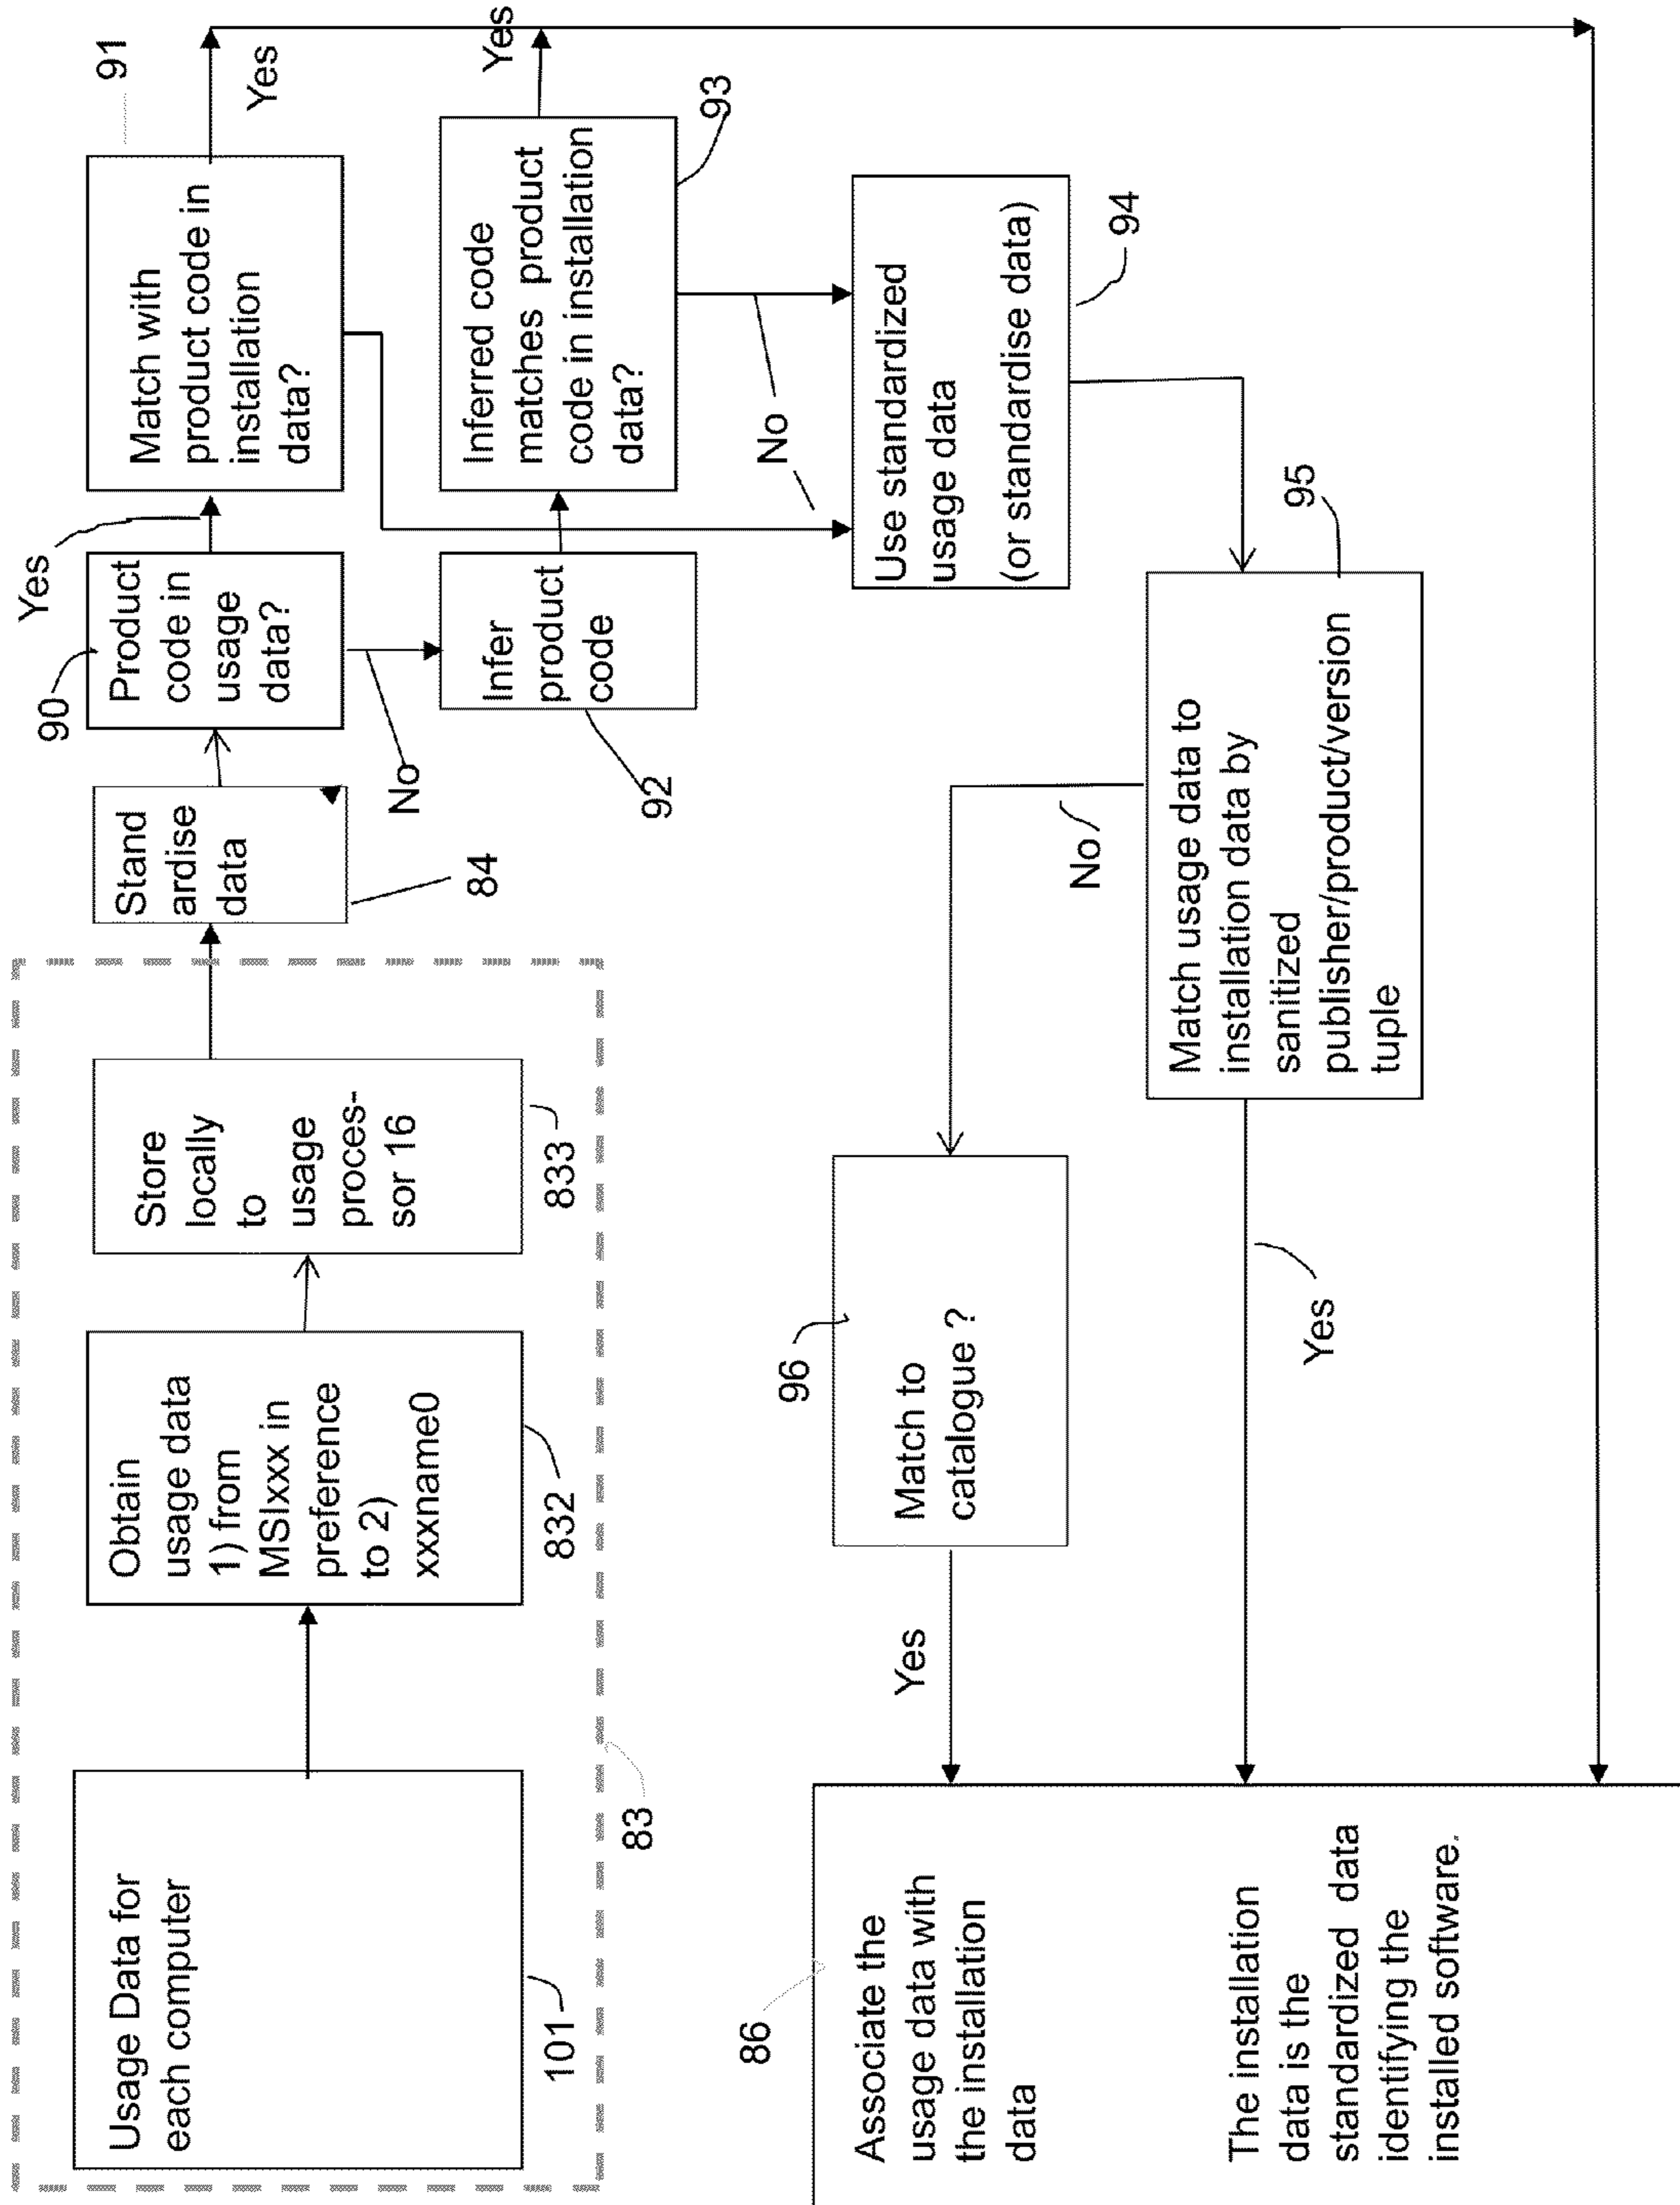 Usage Data for
each computer
101
Obtain
usage data
1) from
MSIxxx in
preference
to 2)
xxxname0
832
Store
locally
to
usage
proces-
sor 16
833
83
Stand
ardise
data
84
90
Product
code in
usage
data?
Yes
No
91
Match with
product code in
installation
data?
Yes
Infer
product
code
92
Inferred code
matches product
code in installation
data?
93
Yes
No
Use standardized
usage data
(or standardise data)
94
Match usage data to
installation data by
sanitized
publisher/product/version
tuple
95
No
Yes
96
Match to
catalogue ?
Yes
86
Associate the
usage data with
the installation
data
The installation
data is the
standardized data
identifying the
installed software.